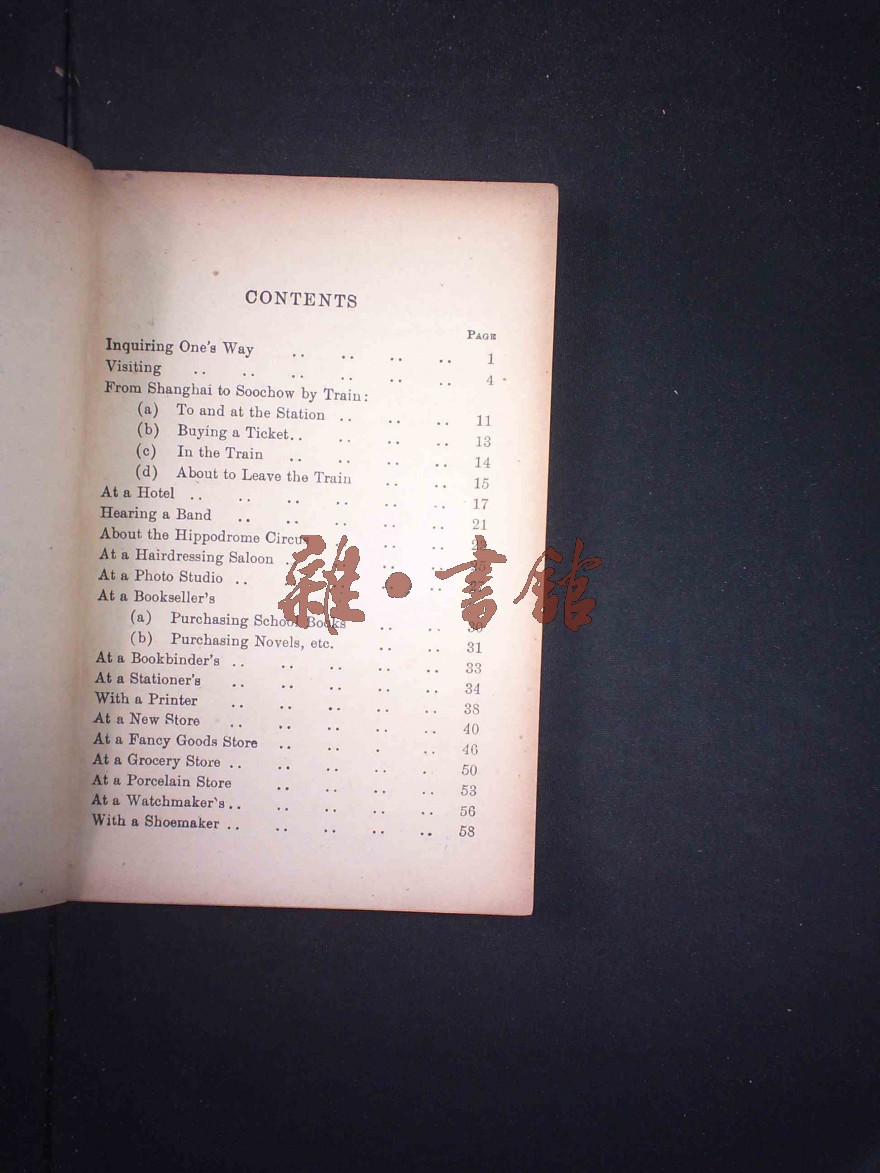 CONTENTS
PAGE
Inquiring One's Way .. .. .. .. 1
Visiting .. .. .. .. .. .. 4
From Shanghai to Soochow by Train:
(a) To and at the Station .. .. .. 11
(b) Buying a Ticket.. .. .. .. 13
(c) In the Train .. .. .. .. 14
(d) About to Leave the Train .. .. 15
At a Hotel .. .. .. .. .. .. 17
Hearing a Band .. .. .. .. .. 21
About the Hippodrome Circus .. .. ..
At a Hairdressing Saloon .. .. .. ..
At a Photo Studio .. .. .. ..
At a Bookseller's
(a) Purchasing School Books .. .. 30
(b) Purchasing Novels, etc. .. .. 31
At a Bookbinder's .. .. .. .. .. 33
At a Stationer's .. .. .. .. .. 34
With a Printer .. .. .. .. .. 38
At a New Store .. .. .. .. .. 40
At a Fancy Goods Store .. .. . .. 46
At a Grocery Store .. .. .. .. .. 50
At a Porcelain Store .. .. .. .. 53
At a Watchmaker's .. .. .. .. .. 56
With a Shoemaker .. .. .. .. .. 58
雜·書館